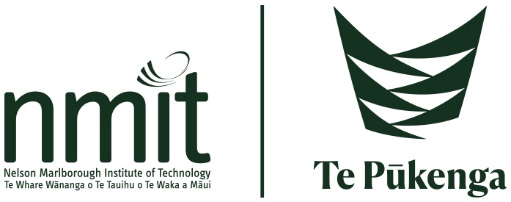 nmit
Nelson Marlborough Institute of Technology
Te Whare Wānanga o Te Tauihu o Te Waka a Māui
Te Pūkenga